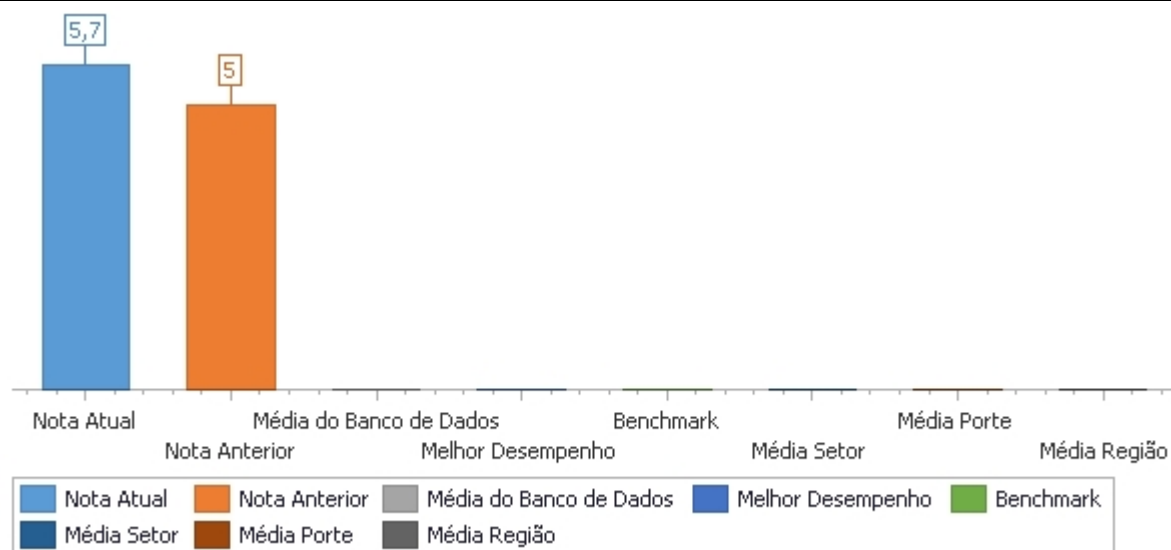 5,7
5
Nota Atual
Média do Banco de Dados
Benchmark
Média Porte
Nota Anterior
Melhor Desempenho
Média Setor
Média Região
Nota Atual
Nota Anterior
Média do Banco de Dados
Melhor Desempenho
Benchmark
Média Setor
Média Porte
Média Região